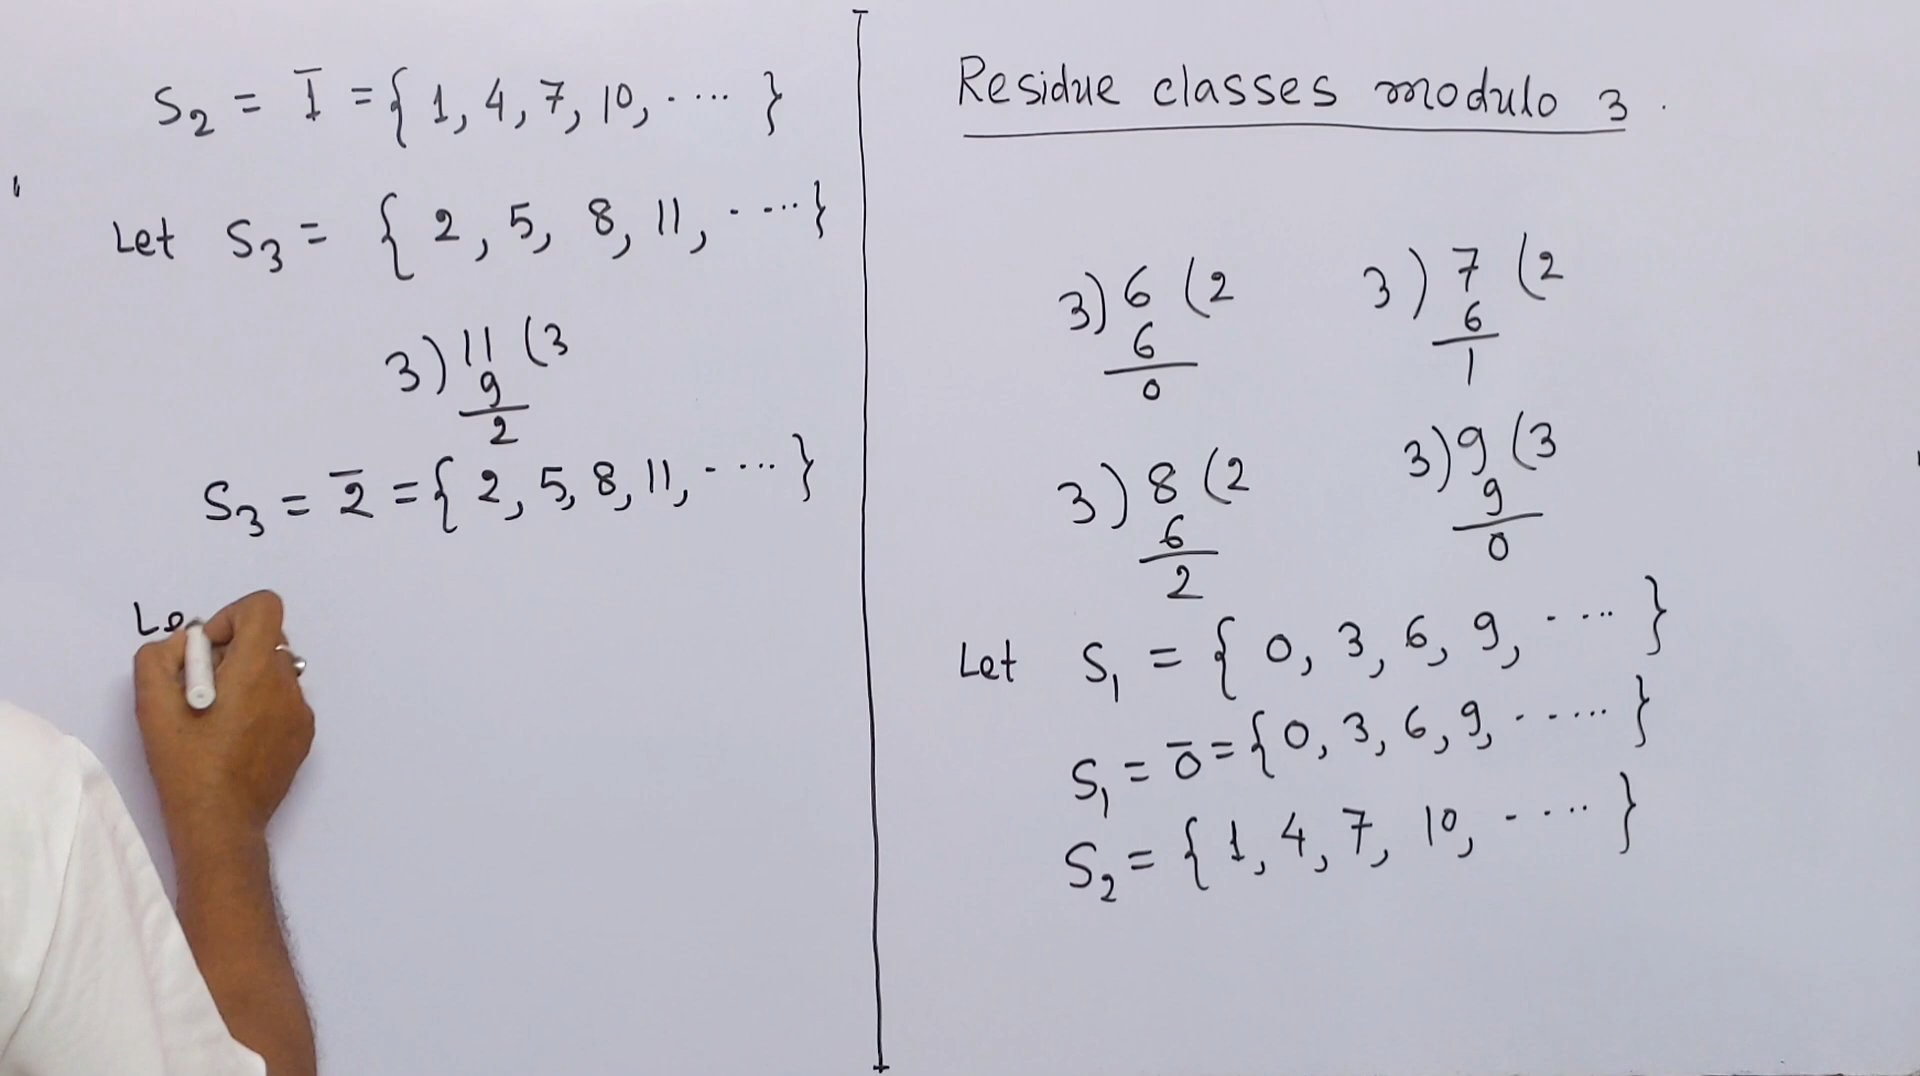 S₂ = 1̅ = { 1, 4, 7, 10, ..... }
Let S₃ = { 2, 5, 8, 11, ..... }
3) 11 (3
9
2
S₃ = 2̅ = { 2, 5, 8, 11, ..... }
Le
Residue classes modulo 3 .
3) 6 (2
6
0
3) 7 (2
6
1
3) 8 (2
6
2
3) 9 (3
9
0
Let S₁ = { 0, 3, 6, 9, ..... }
S₁ = 0̅ = { 0, 3, 6, 9, ...... }
S₂ = { 1, 4, 7, 10, ..... }